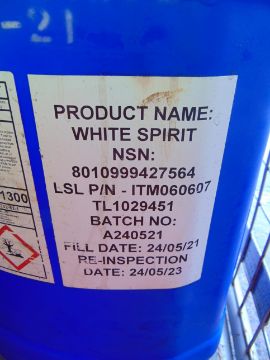 -21
PRODUCT NAME:
WHITE SPIRIT
NSN:
8010999427564
LSL P/N - ITM060607
TL1029451
BATCH NO:
A240521
FILL DATE: 24/05/21
RE-INSPECTION
DATE: 24/05/23
1300